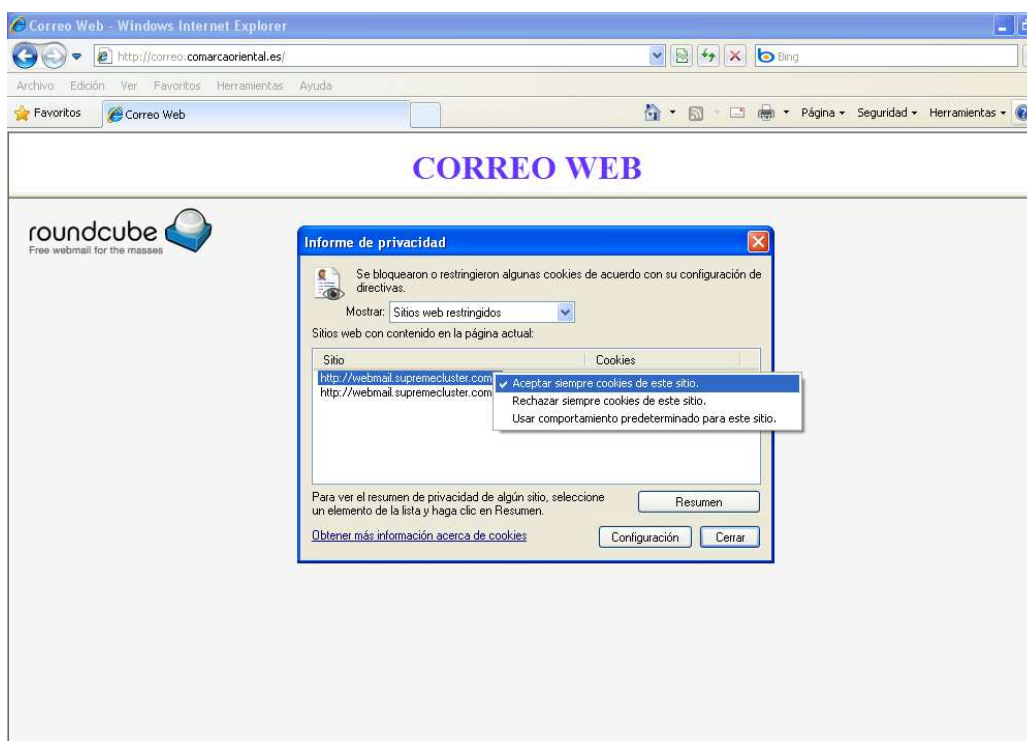 Correo Web - Windows Internet Explorer
http://correo.comarcaoriental.es/
Bing
Archivo Edición Ver Favoritos Herramientas Ayuda
Favoritos Correo Web Página Seguridad Herramientas
CORREO WEB
roundcube
Free webmail for the masses
Informe de privacidad
Se bloquearon o restringieron algunas cookies de acuerdo con su configuración de
directivas.
Mostrar: Sitios web restringidos
Sitios web con contenido en la página actual:
Sitio Cookies
http://webmail.supremecluster.com
Aceptar siempre cookies de este sitio.
http://webmail.supremecluster.com
Rechazar siempre cookies de este sitio.
Usar comportamiento predeterminado para este sitio.
Para ver el resumen de privacidad de algún sitio, seleccione
un elemento de la lista y haga clic en Resumen.
Resumen
Obtener más información acerca de cookies
Configuración Cerrar